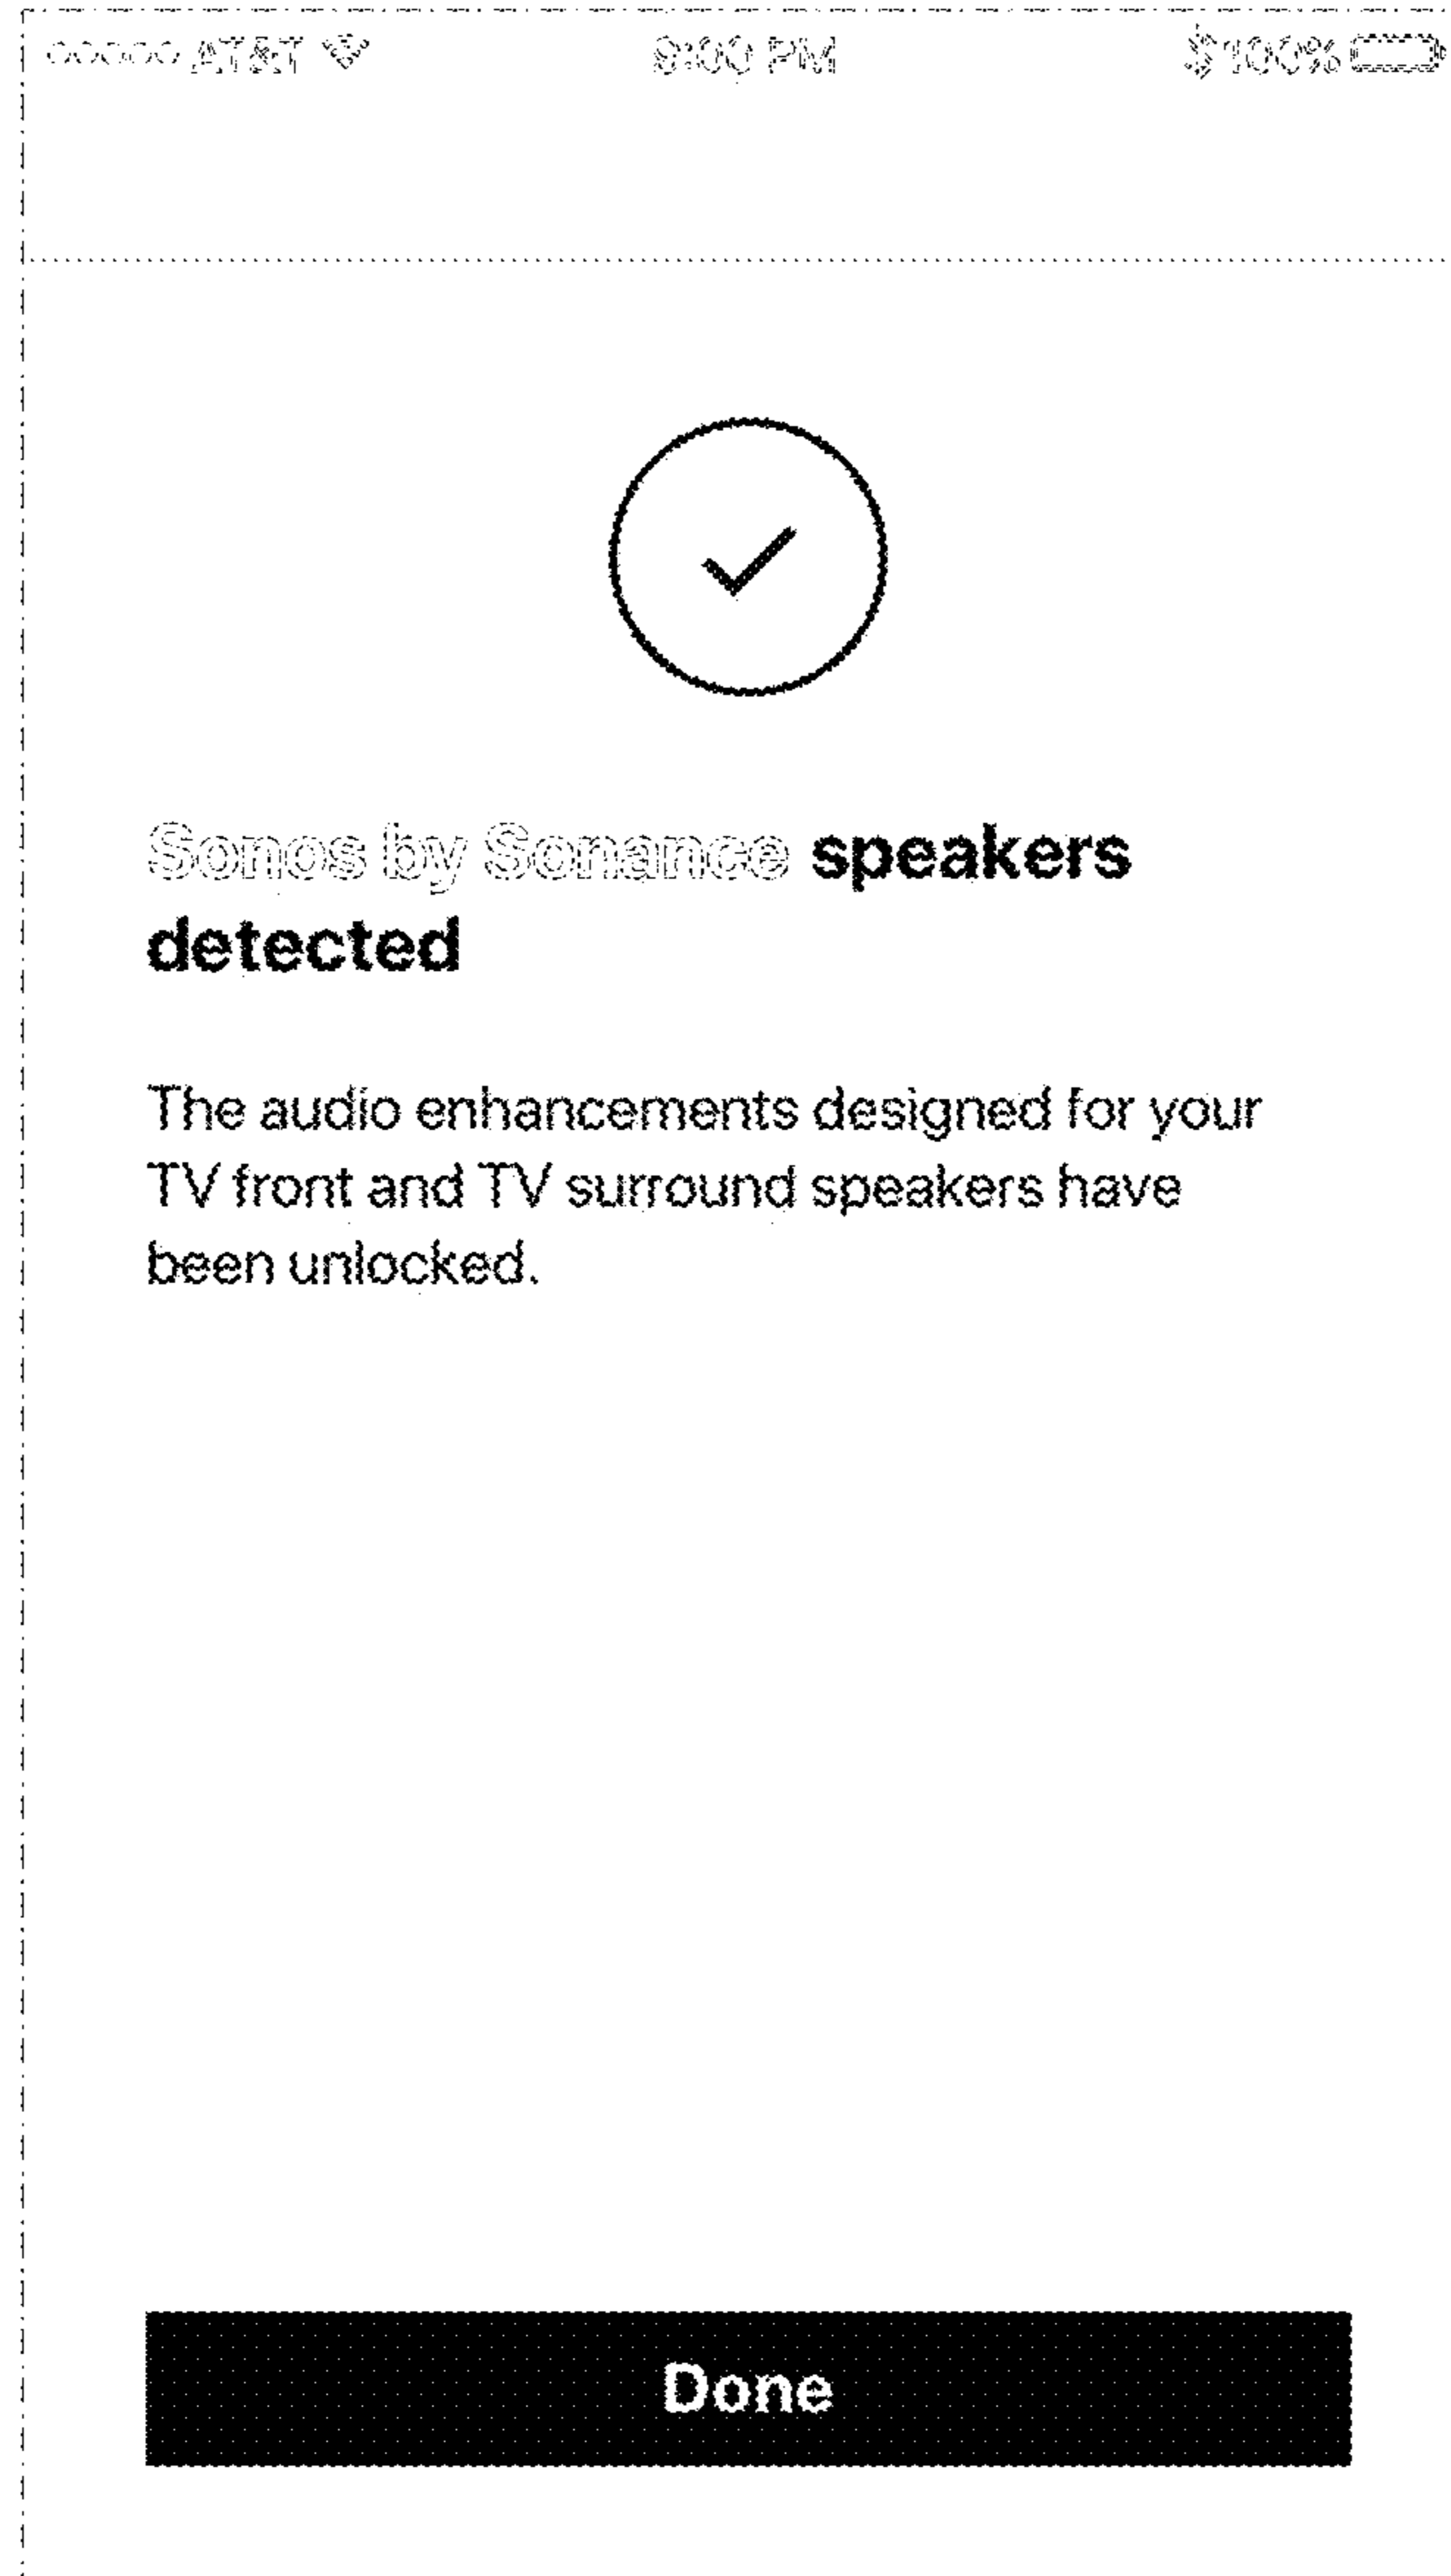 AT&T 9:00 PM 100%
Sonos by Sonance speakers
detected
The audio enhancements designed for your
TV front and TV surround speakers have
been unlocked.
Done